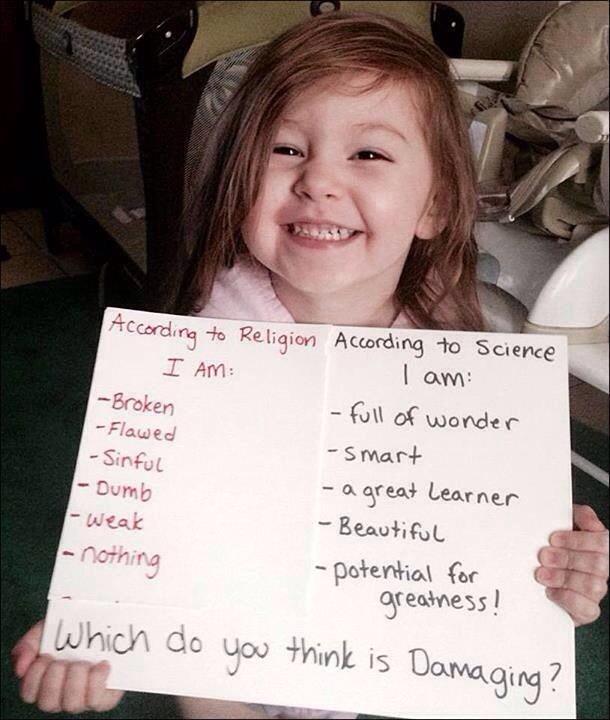 According to Religion
I AM:
-Broken
-Flawed
-Sinful
- Dumb
- weak
- nothing
-
According to Science
I am:
- full of wonder
- smart
- a great Learner
- Beautiful
- potential for
greatness!
Which do you think is Damaging?